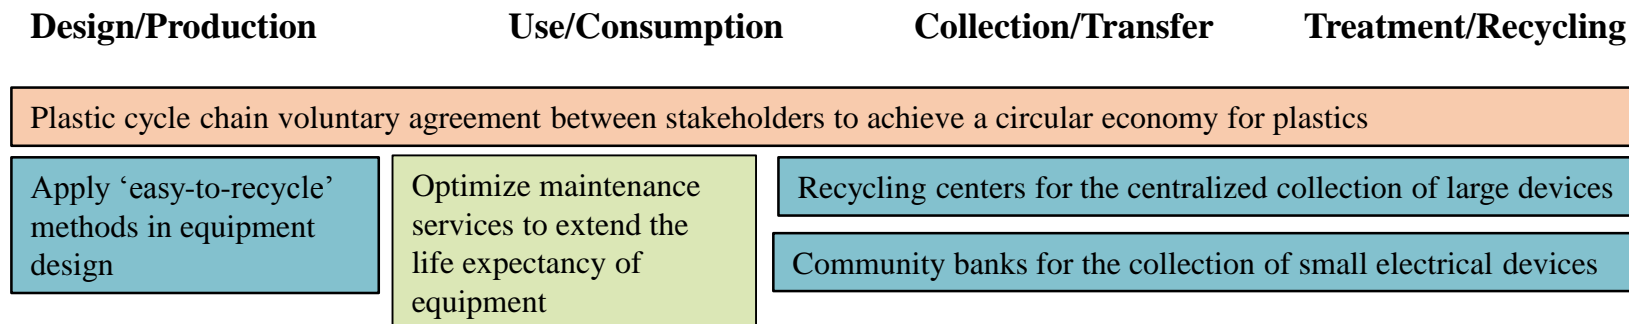 Design/Production Use/Consumption Collection/Transfer Treatment/Recycling
Plastic cycle chain voluntary agreement between stakeholders to achieve a circular economy for plastics
Apply ‘easy-to-recycle’
methods in equipment
design
Optimize maintenance
services to extend the
life expectancy of
equipment
Recycling centers for the centralized collection of large devices
Community banks for the collection of small electrical devices